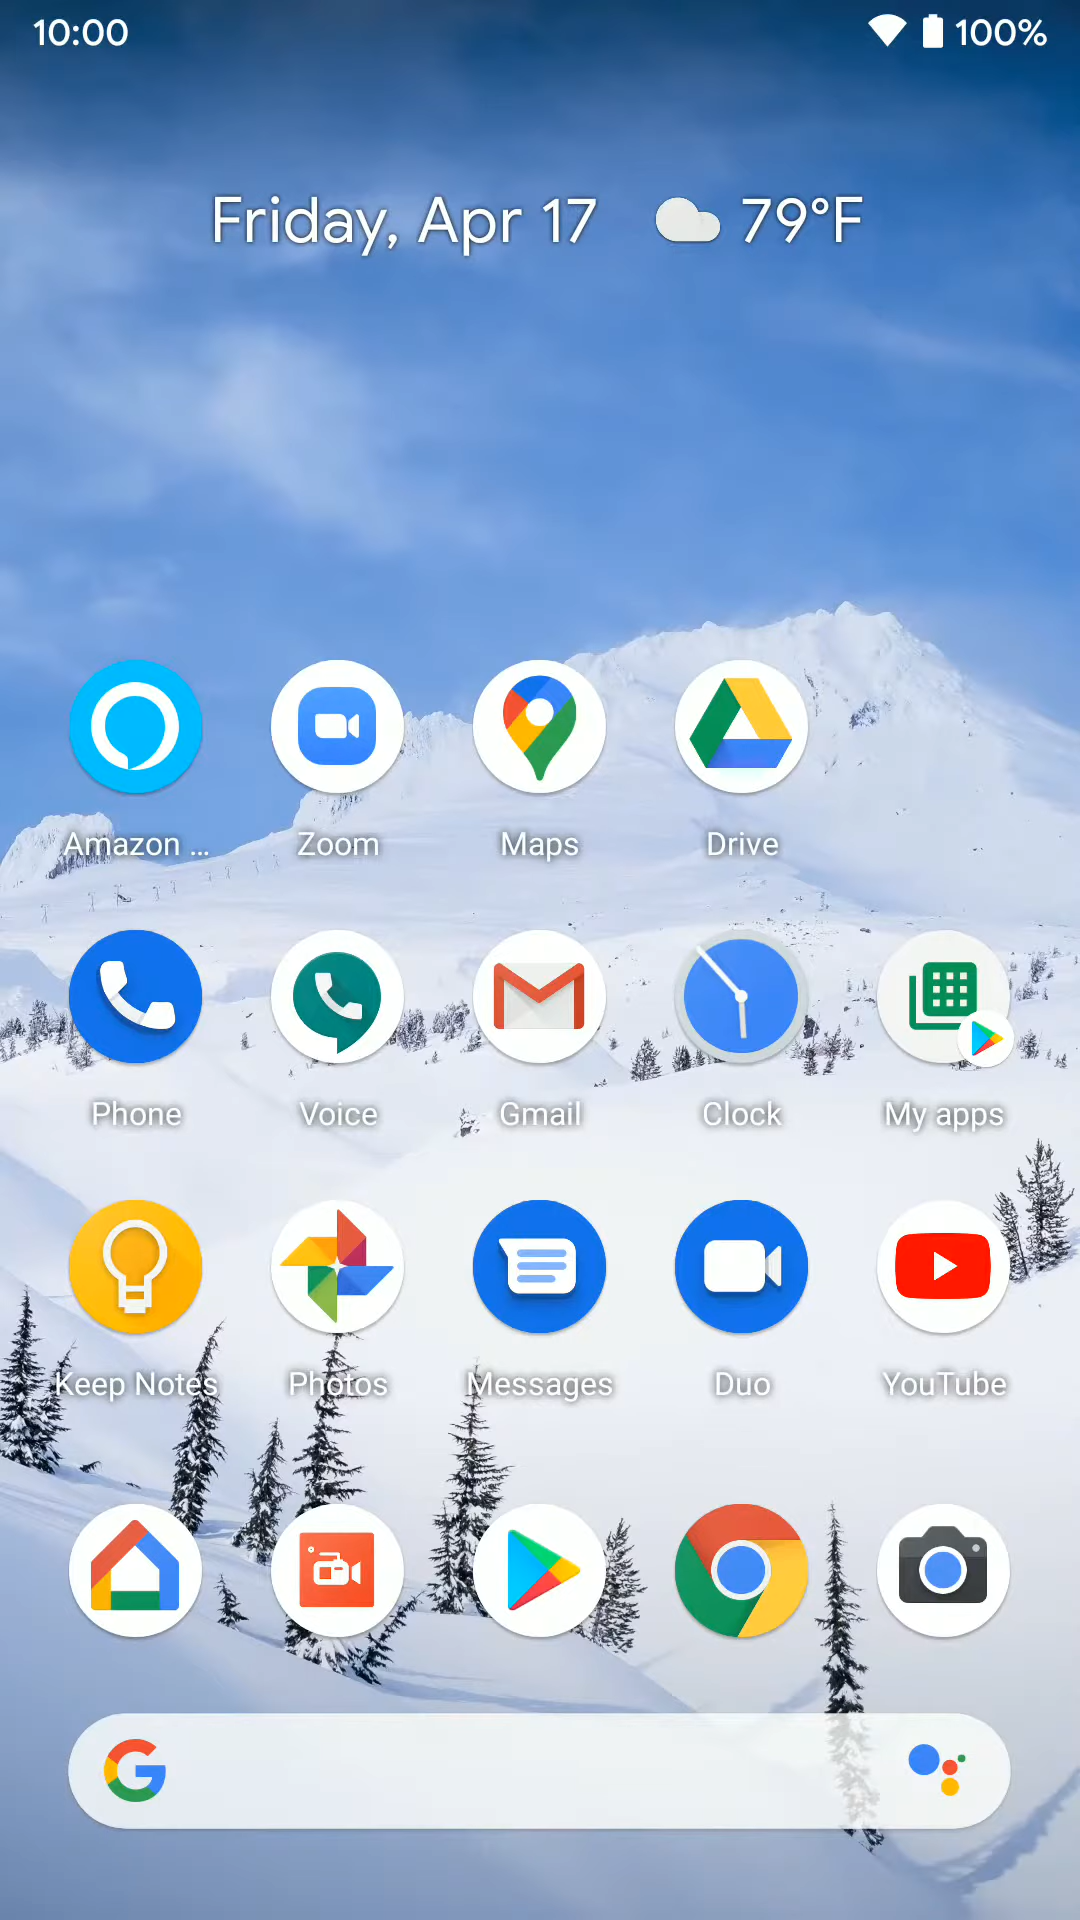 10:00 100%
Friday, Apr 17 79°F
Amazon ... Zoom Maps Drive
Phone Voice Gmail Clock My apps
Keep Notes Photos Messages Duo YouTube